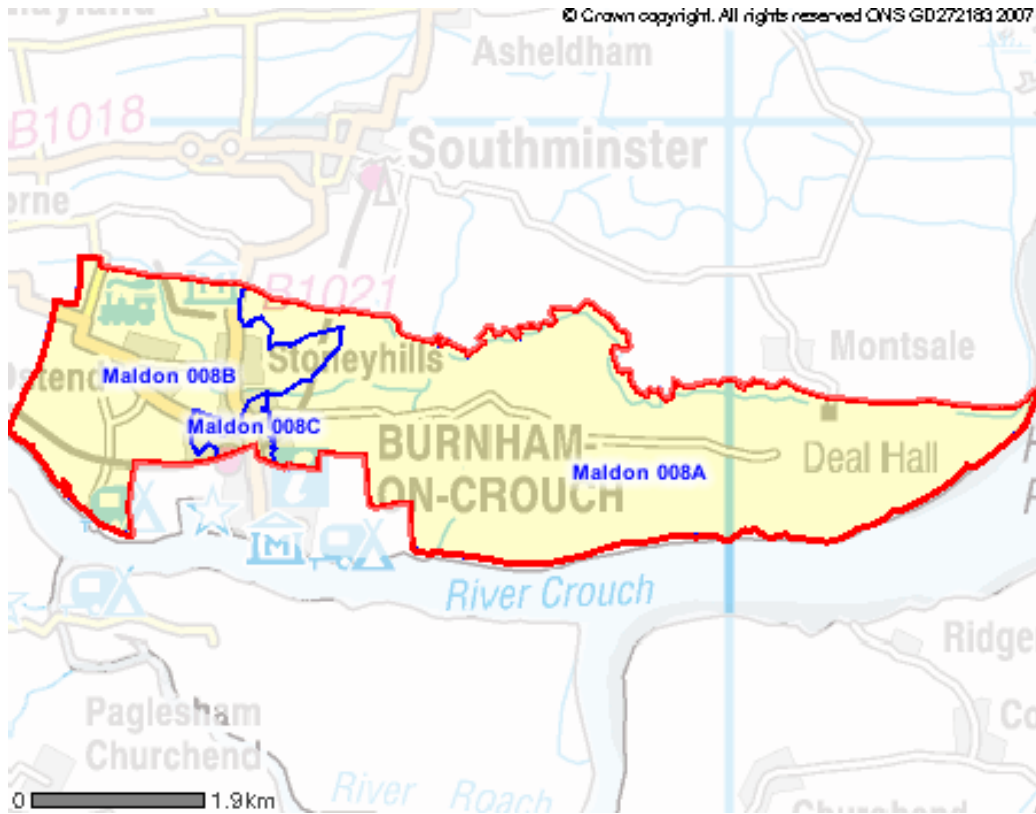 © Crown copyright. All rights reserved ONS GD272183 2007
Asheldham
B1018
Southminster
B1021
Stoneyhills
Montsale
Maldon 008B
Maldon 008C
BURNHAM-
ON-CROUCH
Maldon 008A
Deal Hall
River Crouch
Paglesham
Churchend
River Roach
0 1.9km